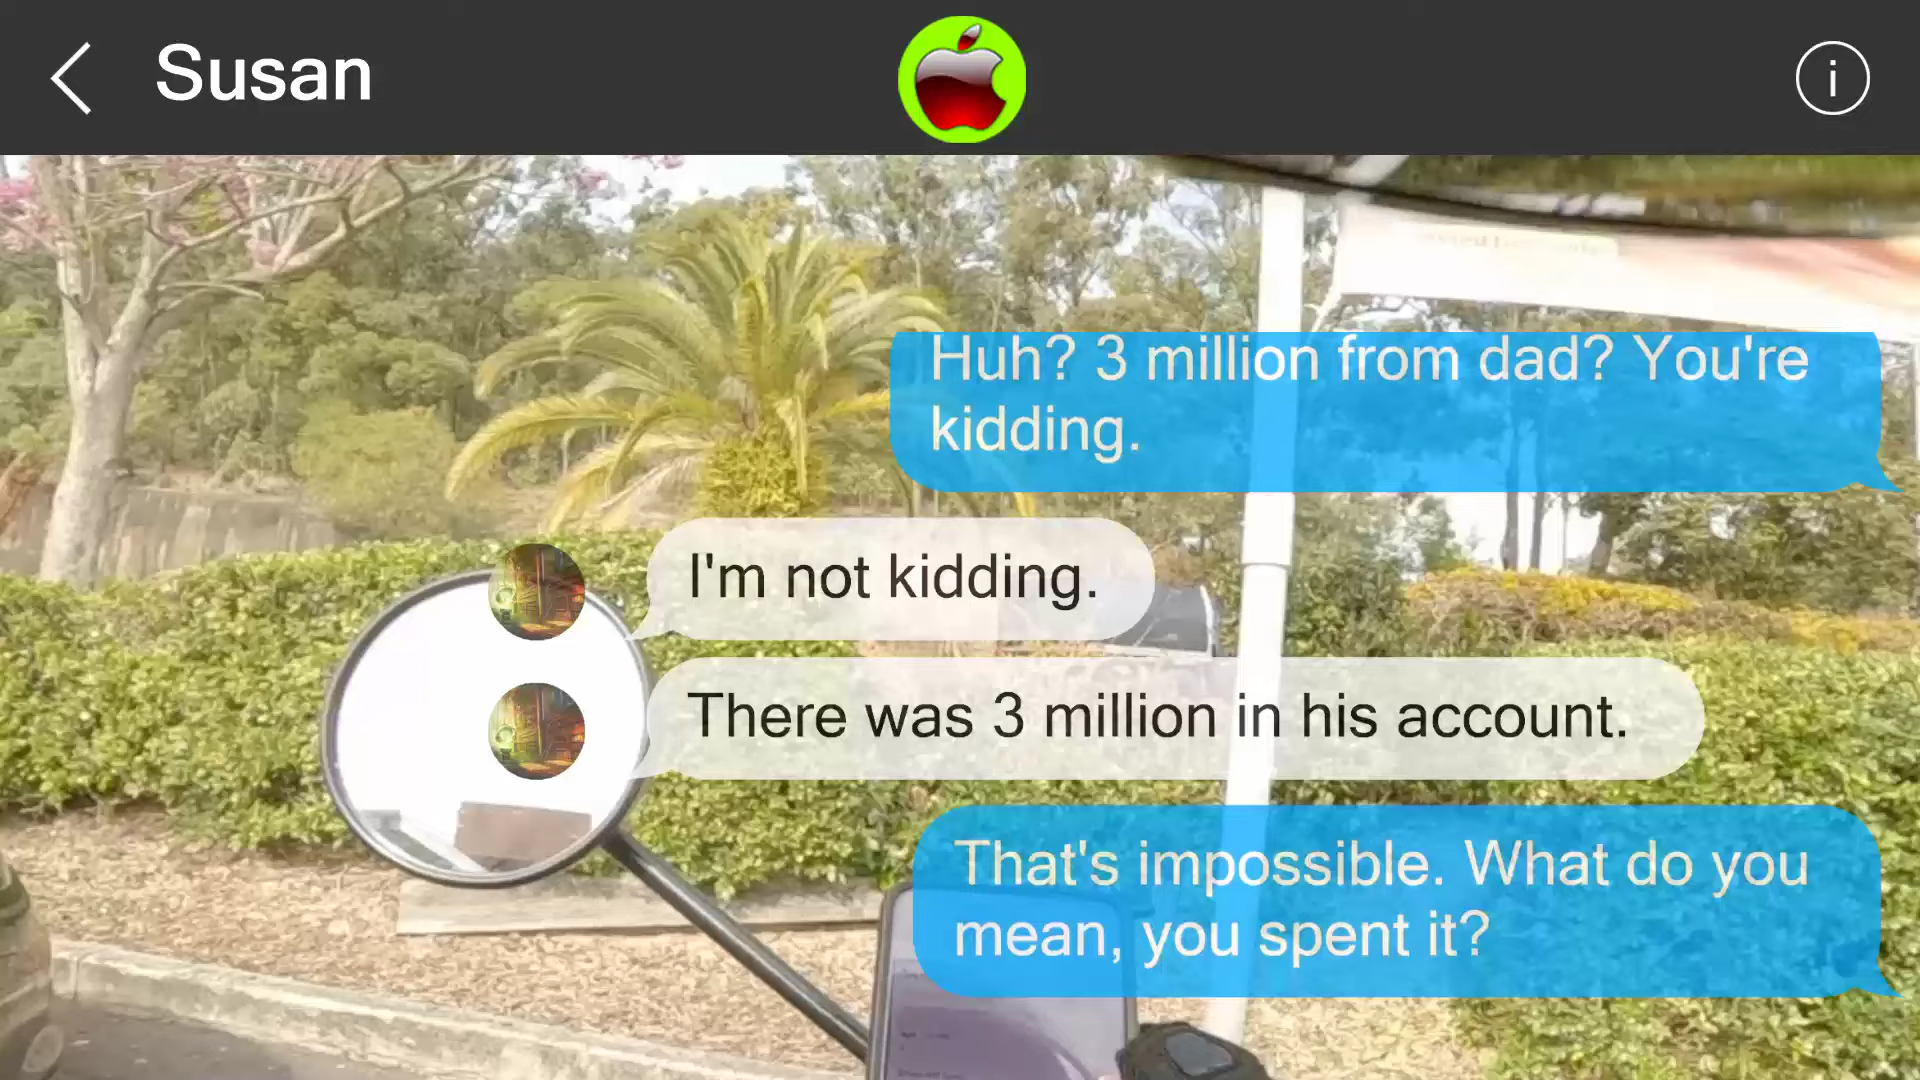 Susan
Huh? 3 million from dad? You're
kidding.
I'm not kidding.
There was 3 million in his account.
That's impossible. What do you
mean, you spent it?